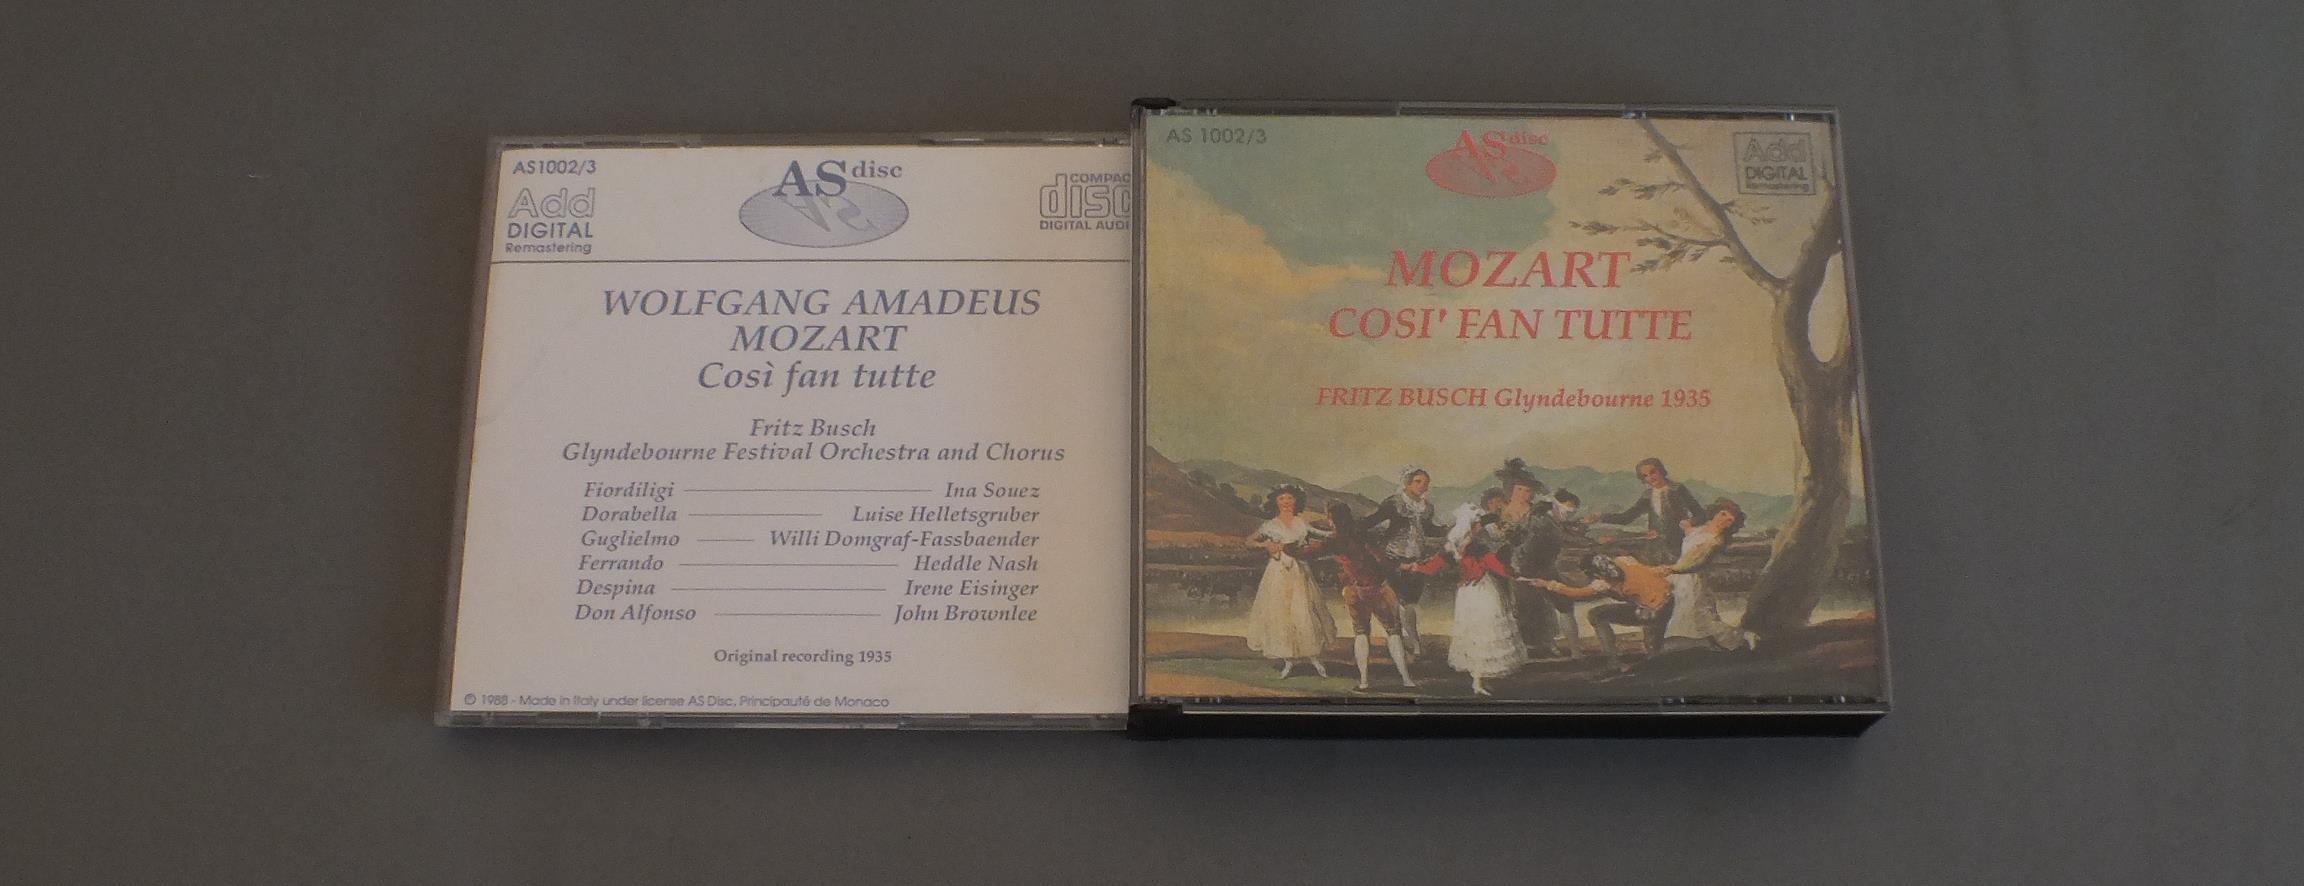 AS1002/3
Add
DIGITAL
Remastering
AS disc
COMPAC
disc
DIGITAL AUDI
WOLFGANG AMADEUS
MOZART
Così fan tutte
Fritz Busch
Glyndebourne Festival Orchestra and Chorus
Fiordiligi Ina Souez
Dorabella Luise Helletsgruber
Guglielmo Willi Domgraf-Fassbaender
Ferrando Heddle Nash
Despina Irene Eisinger
Don Alfonso John Brownlee
Original recording 1935
℗ 1988 - Made in Italy under license AS Disc, Principauté de Monaco
AS 1002/3
AS disc
Add
DIGITAL
Remastering
MOZART
COSI' FAN TUTTE
FRITZ BUSCH Glyndebourne 1935